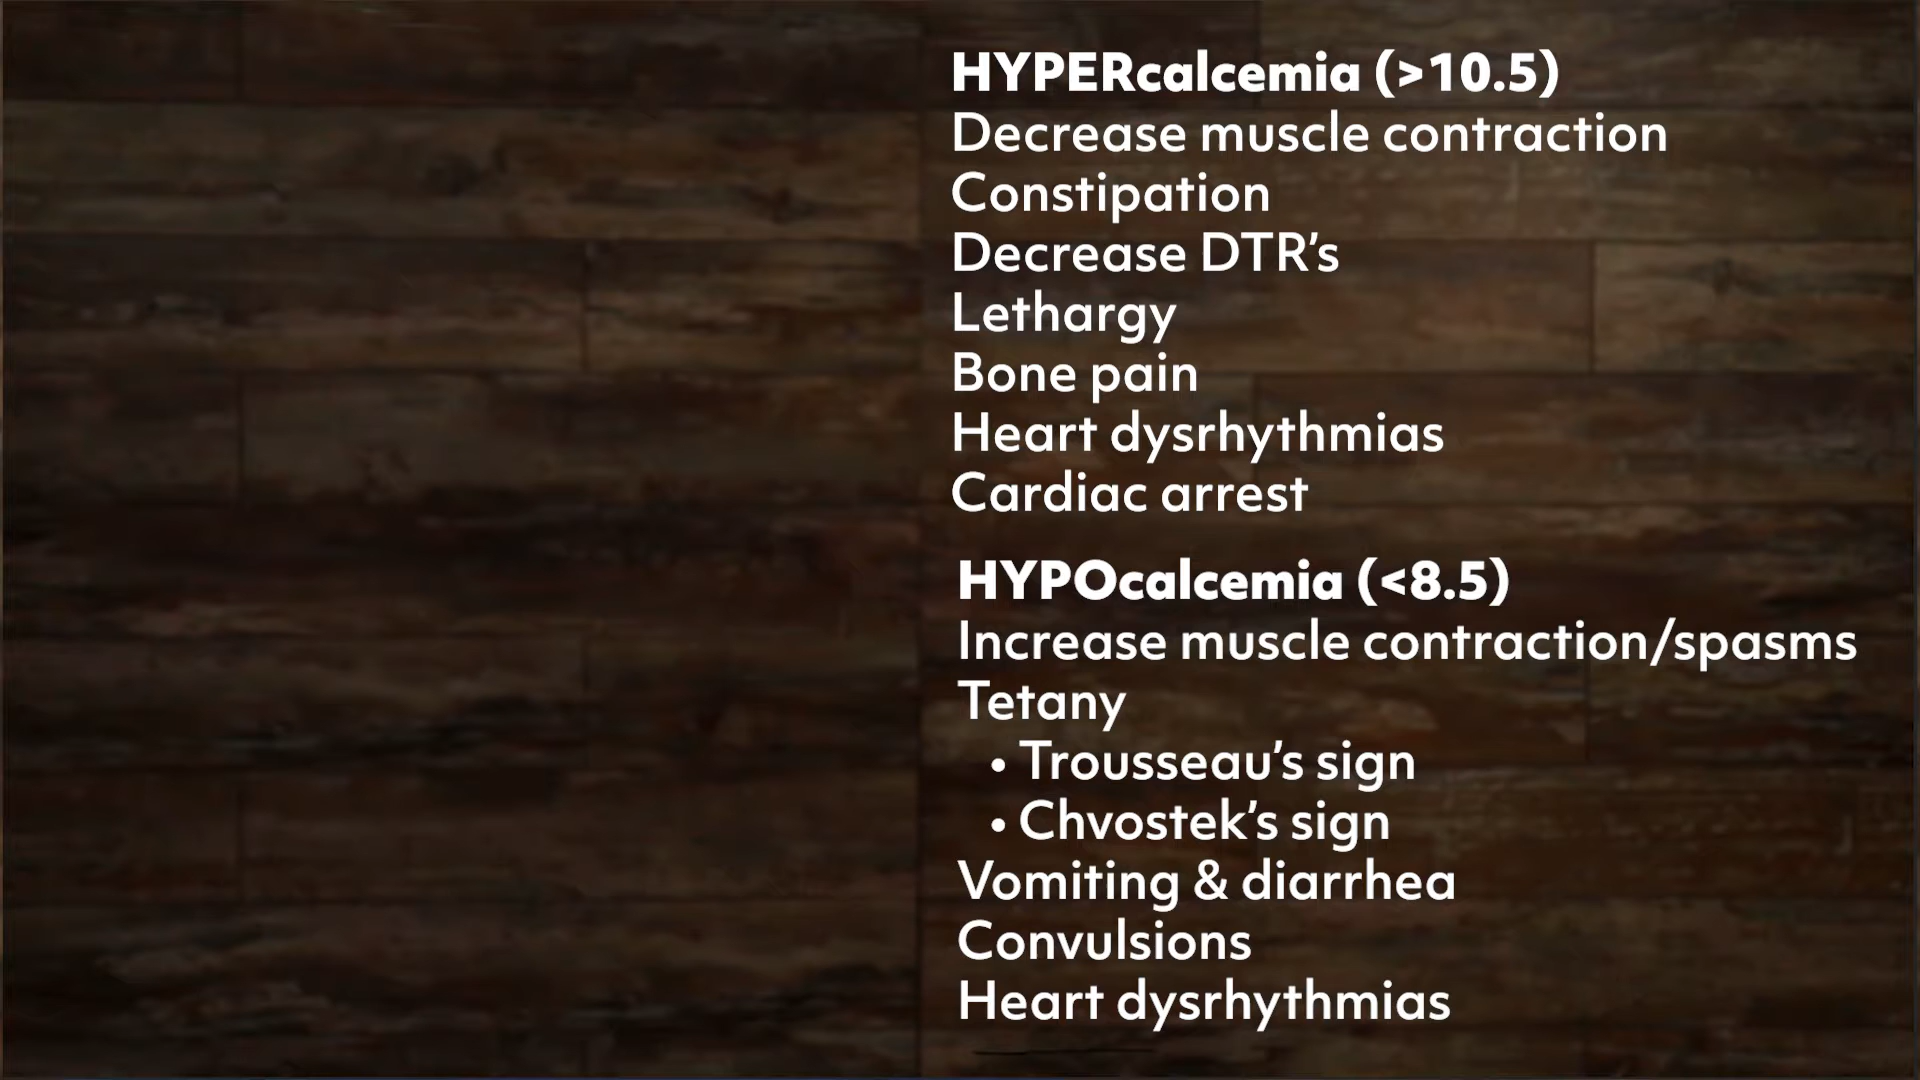 HYPERcalcemia (>10.5)
Decrease muscle contraction
Constipation
Decrease DTR’s
Lethargy
Bone pain
Heart dysrhythmias
Cardiac arrest
HYPOcalcemia (<8.5)
Increase muscle contraction/spasms
Tetany
• Trousseau’s sign
• Chvostek’s sign
Vomiting & diarrhea
Convulsions
Heart dysrhythmias